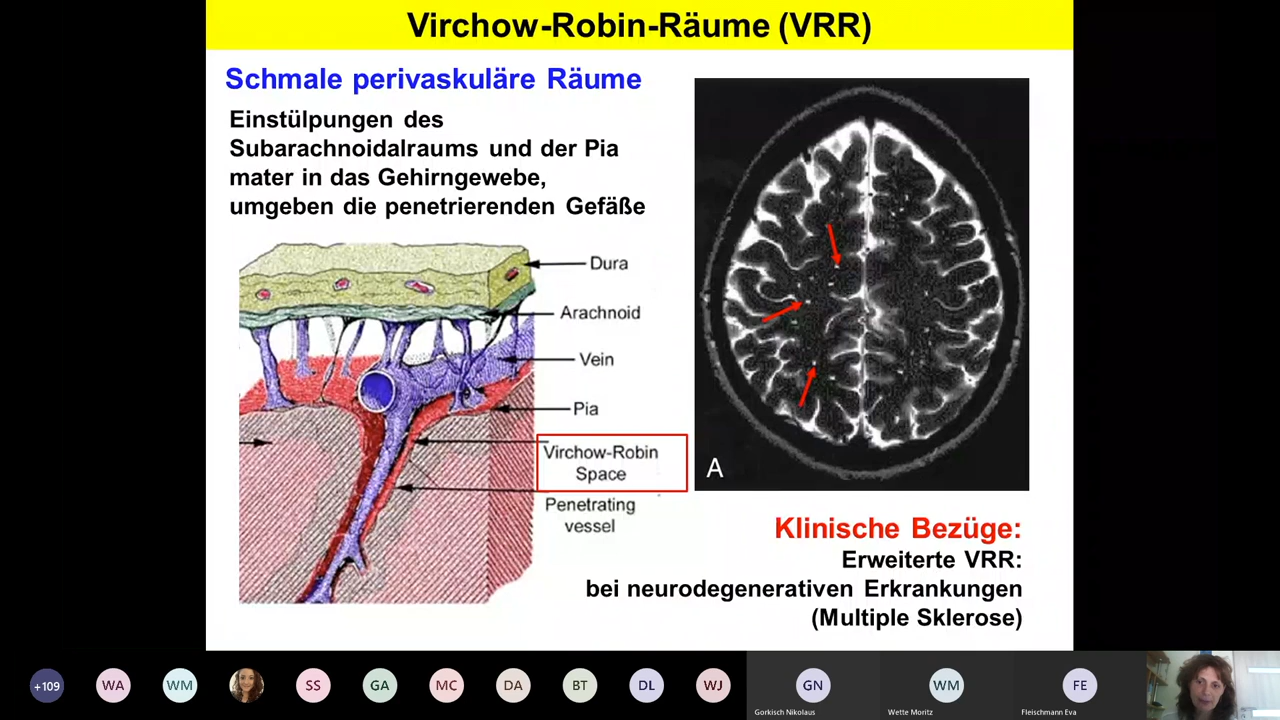 Virchow-Robin-Räume (VRR)
Schmale perivaskuläre Räume
Einstülpungen des
Subarachnoidalraums und der Pia
mater in das Gehirngewebe,
umgeben die penetrierenden Gefäße
Dura
Arachnoid
Vein
Pia
Virchow-Robin
Space
Penetrating
vessel
A
Klinische Bezüge:
Erweiterte VRR:
bei neurodegenerativen Erkrankungen
(Multiple Sklerose)
+109
WA
WM
SS
GA
MC
DA
BT
DL
WJ
GN
WM
FE
Gorkisch Nikolaus
Wette Moritz
Fleischmann Eva